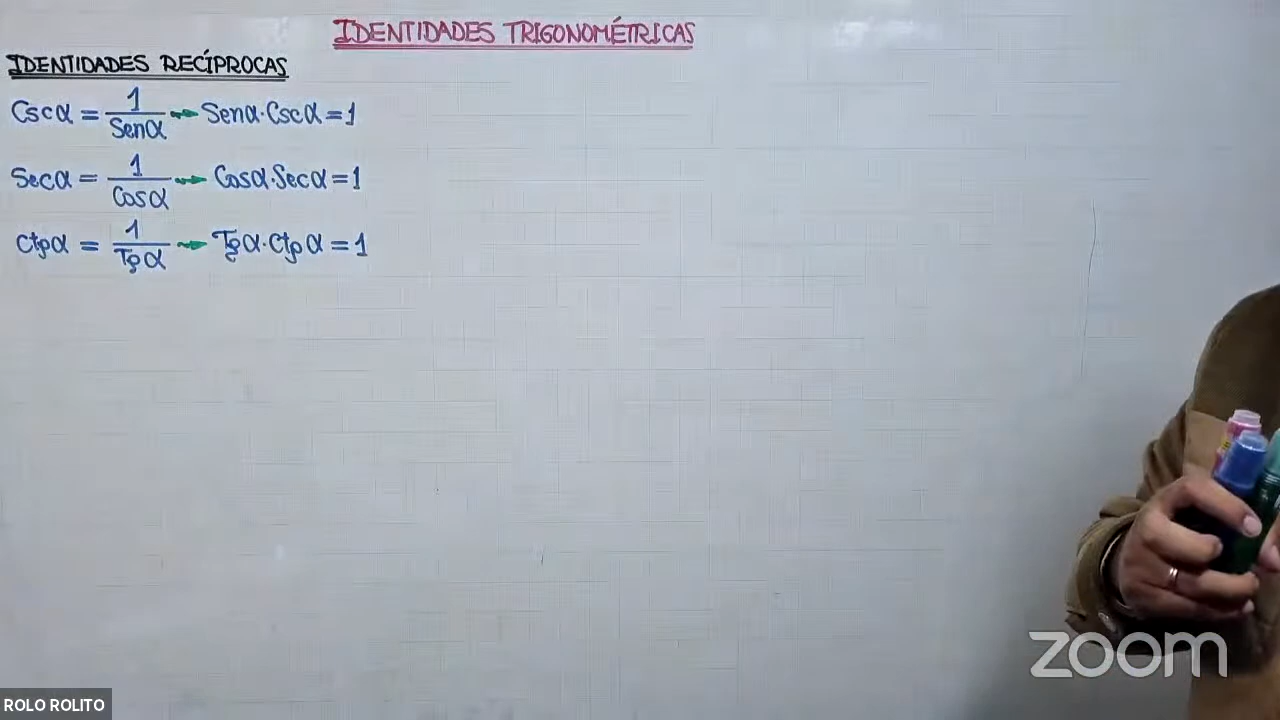 IDENTIDADES TRIGONOMÉTRICAS
IDENTIDADES RECÍPROCAS
Cscα = 1/Senα → Senα·Cscα = 1
Secα = 1/Cosα → Cosα·Secα = 1
Ctgα = 1/Tgα → Tgα·Ctgα = 1
zoom
ROLO ROLITO